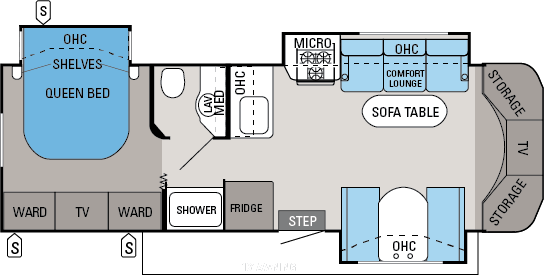 S
OHC
SHELVES
QUEEN BED
WARD
TV
WARD
S
S
LAV
MED
OHC
SHOWER
FRIDGE
MICRO
OHC
COMFORT
LOUNGE
SOFA TABLE
STEP
OHC
STORAGE
TV
STORAGE